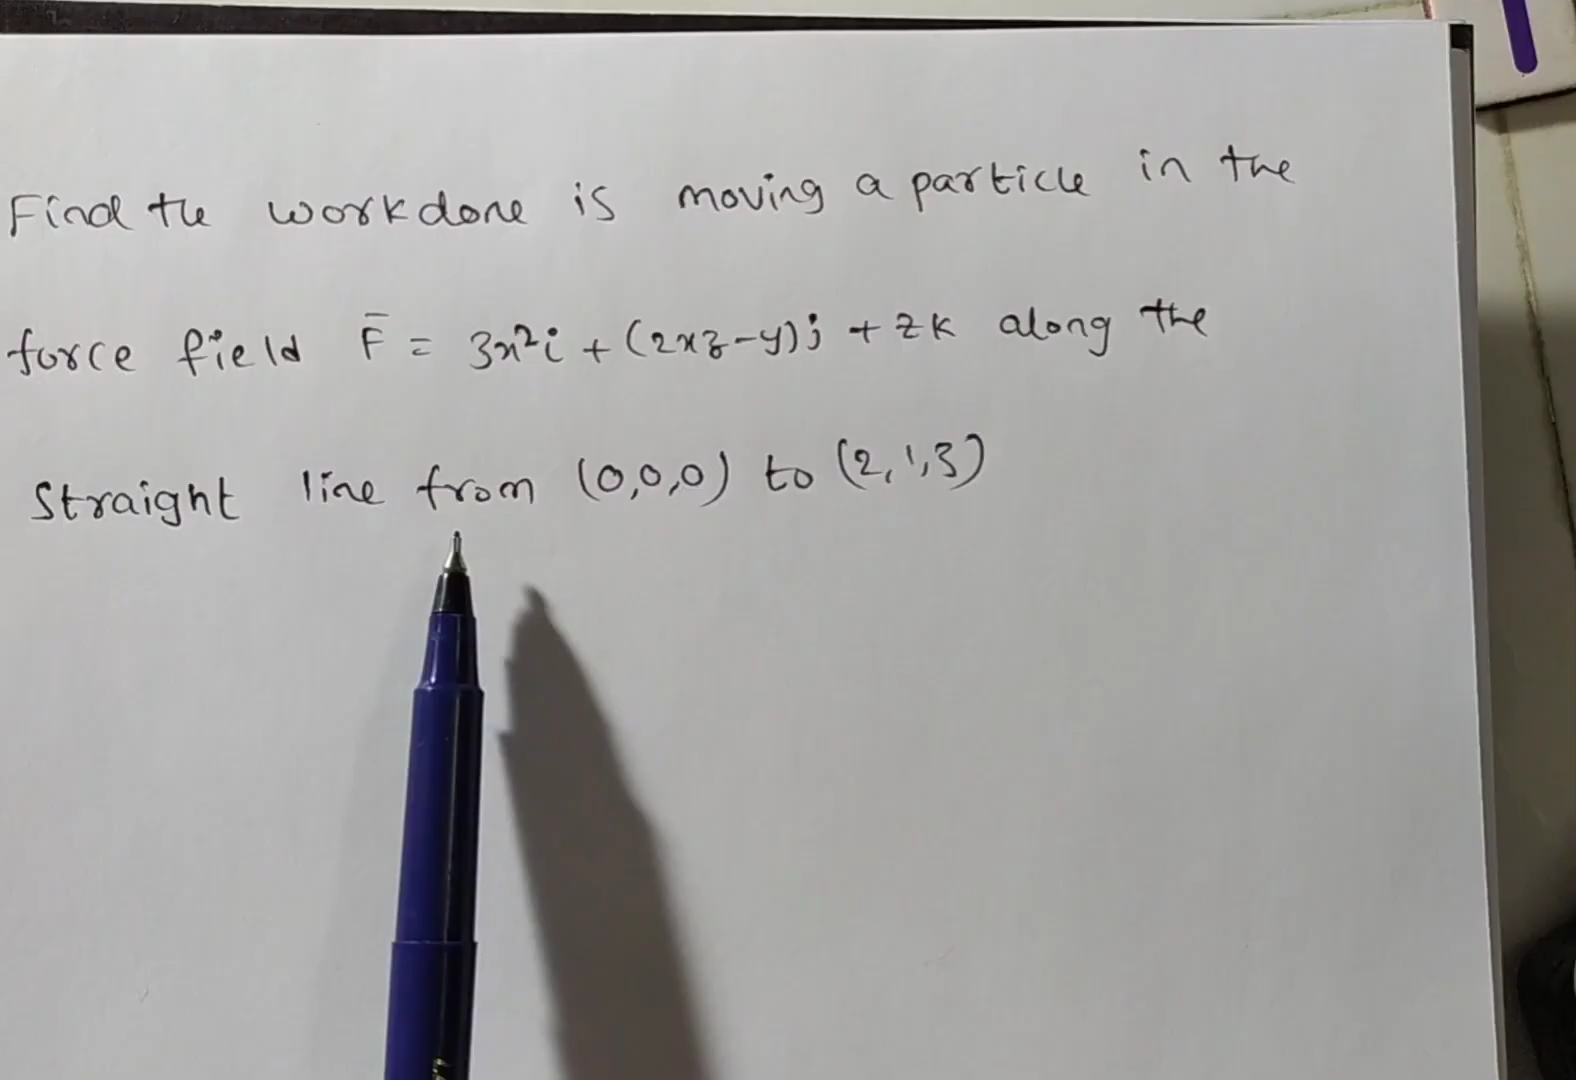 Find the workdone is moving a particle in the
force field F̅ = 3x²i + (2xz-y)j + zk along the
Straight line from (0,0,0) to (2,1,3)